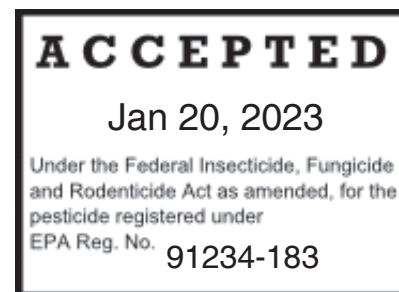 ACCEPTED
Jan 20, 2023
Under the Federal Insecticide, Fungicide
and Rodenticide Act as amended, for the
pesticide registered under
EPA Reg. No. 91234-183